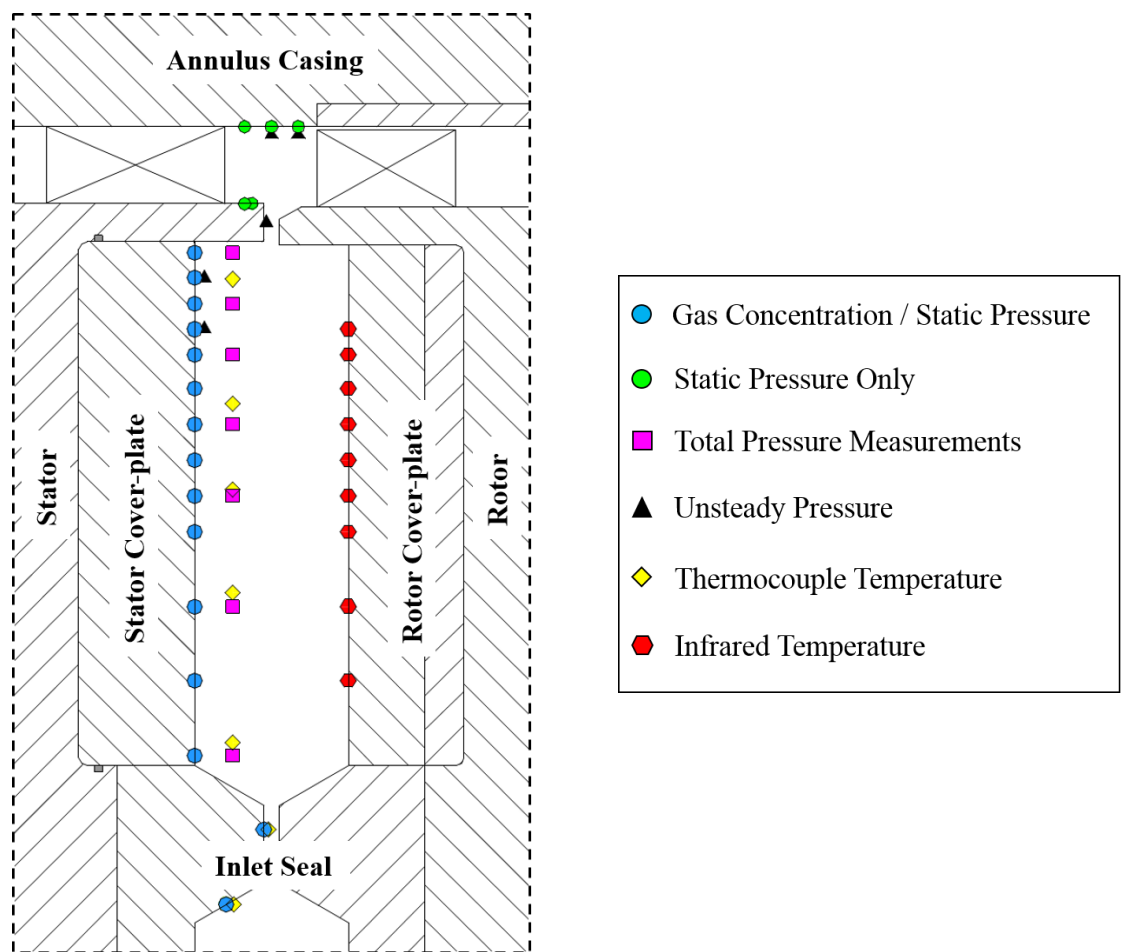 Annulus Casing
Stator
Stator Cover-plate
Rotor Cover-plate
Rotor
Inlet Seal
Gas Concentration / Static Pressure
Static Pressure Only
Total Pressure Measurements
Unsteady Pressure
Thermocouple Temperature
Infrared Temperature